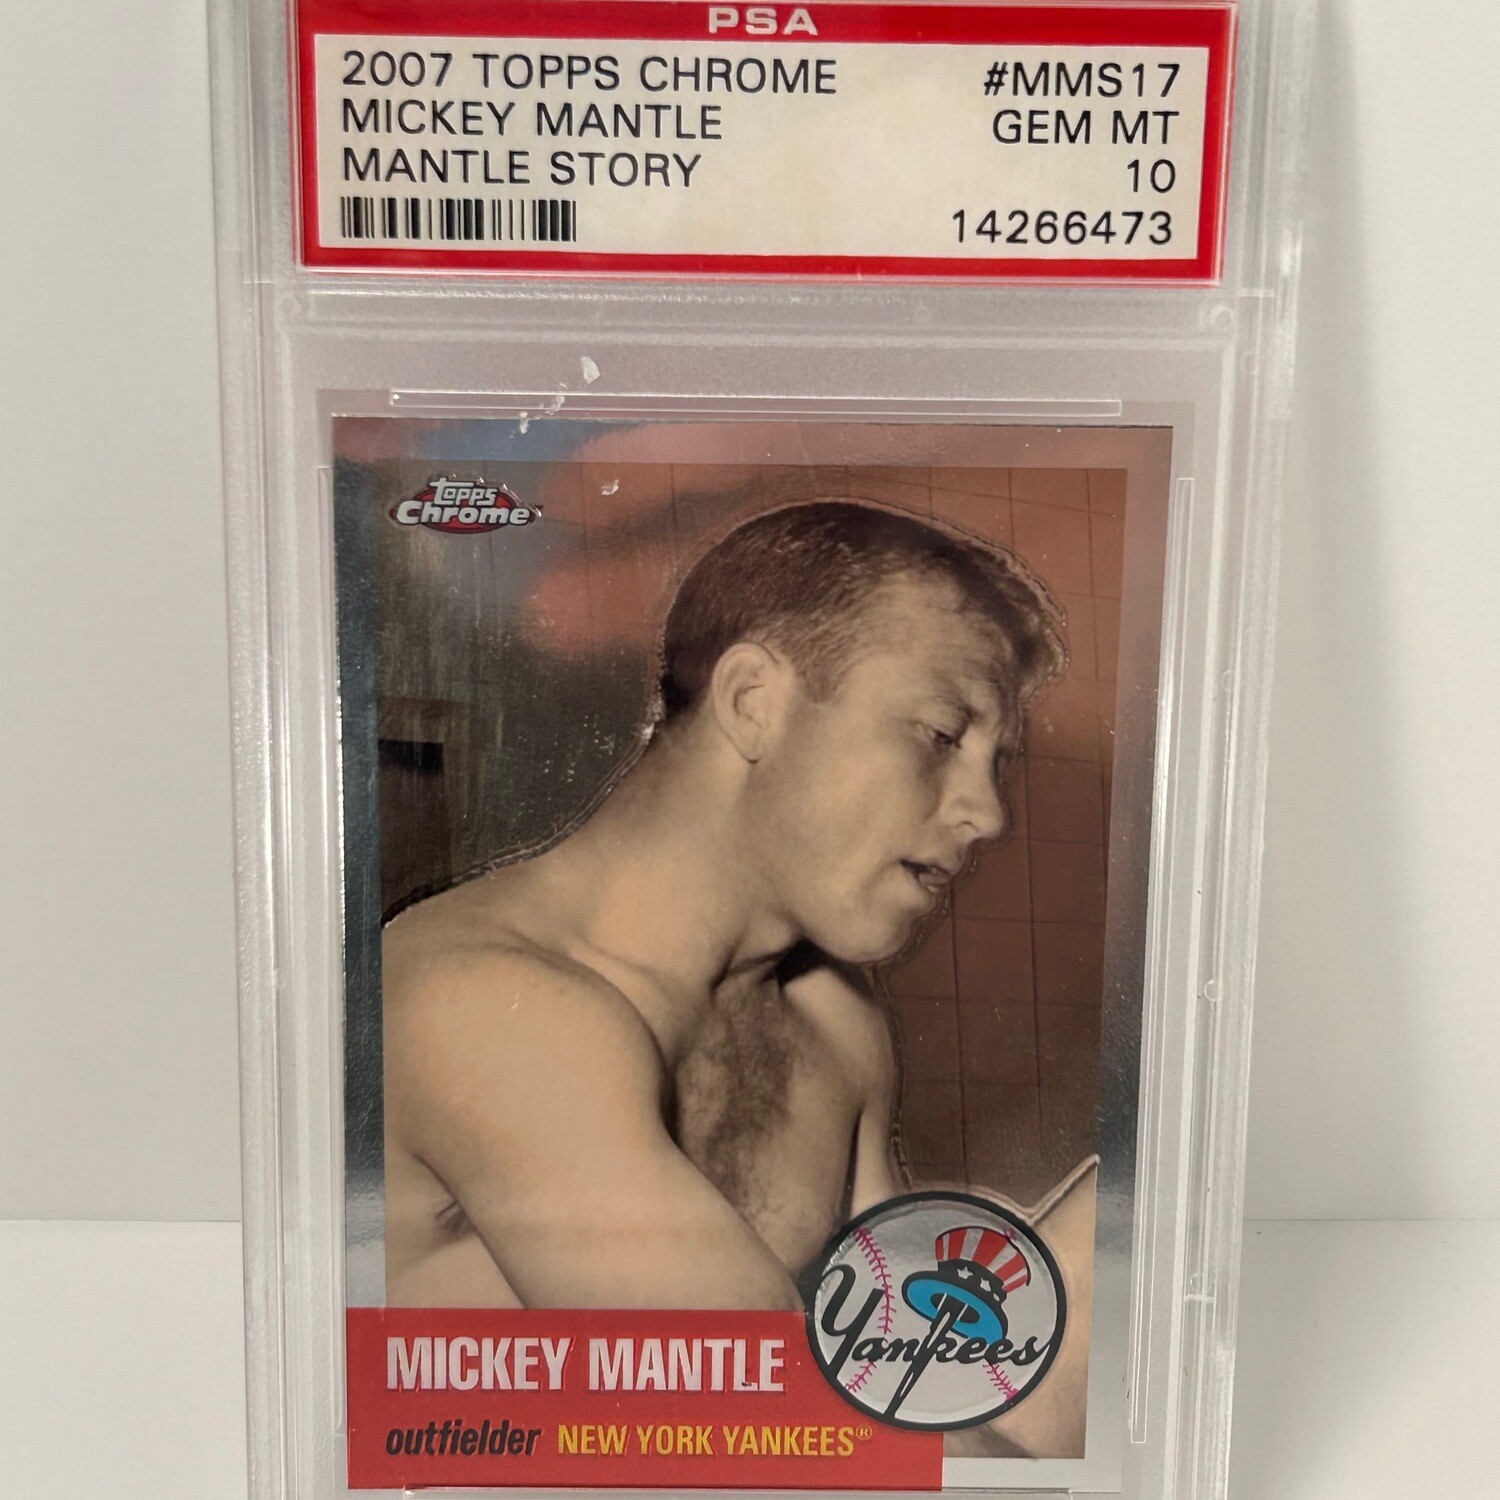 PSA
2007 TOPPS CHROME #MMS17
MICKEY MANTLE GEM MT
MANTLE STORY 10
14266473
Topps
Chrome™
Yankees
MICKEY MANTLE
outfielder NEW YORK YANKEES®